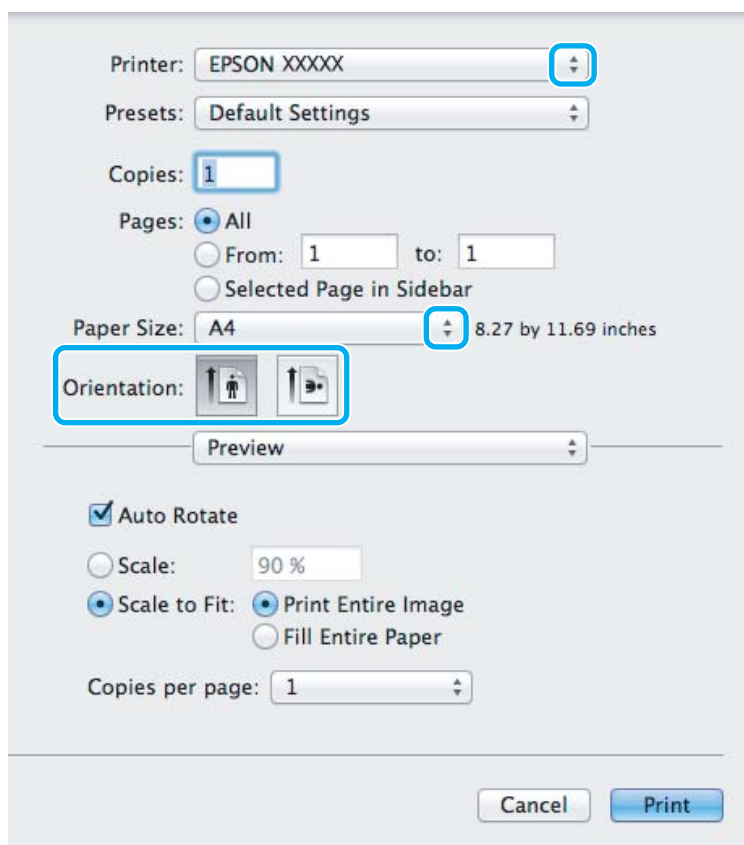 Printer: EPSON XXXXX
Presets: Default Settings
Copies: 1
Pages: All
From: 1 to: 1
Selected Page in Sidebar
Paper Size: A4 8.27 by 11.69 inches
Orientation:
Preview
Auto Rotate
Scale: 90 %
Scale to Fit: Print Entire Image
Fill Entire Paper
Copies per page: 1
Cancel Print